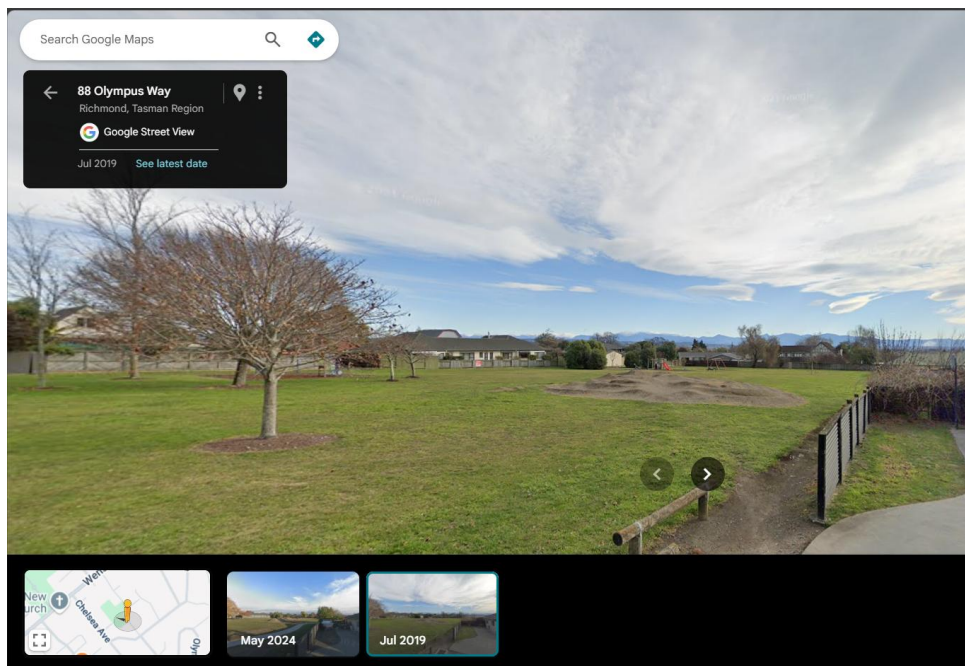 Search Google Maps
88 Olympus Way
Richmond, Tasman Region
Google Street View
Jul 2019 See latest date
New
urch
Chelsea Ave
May 2024
Jul 2019